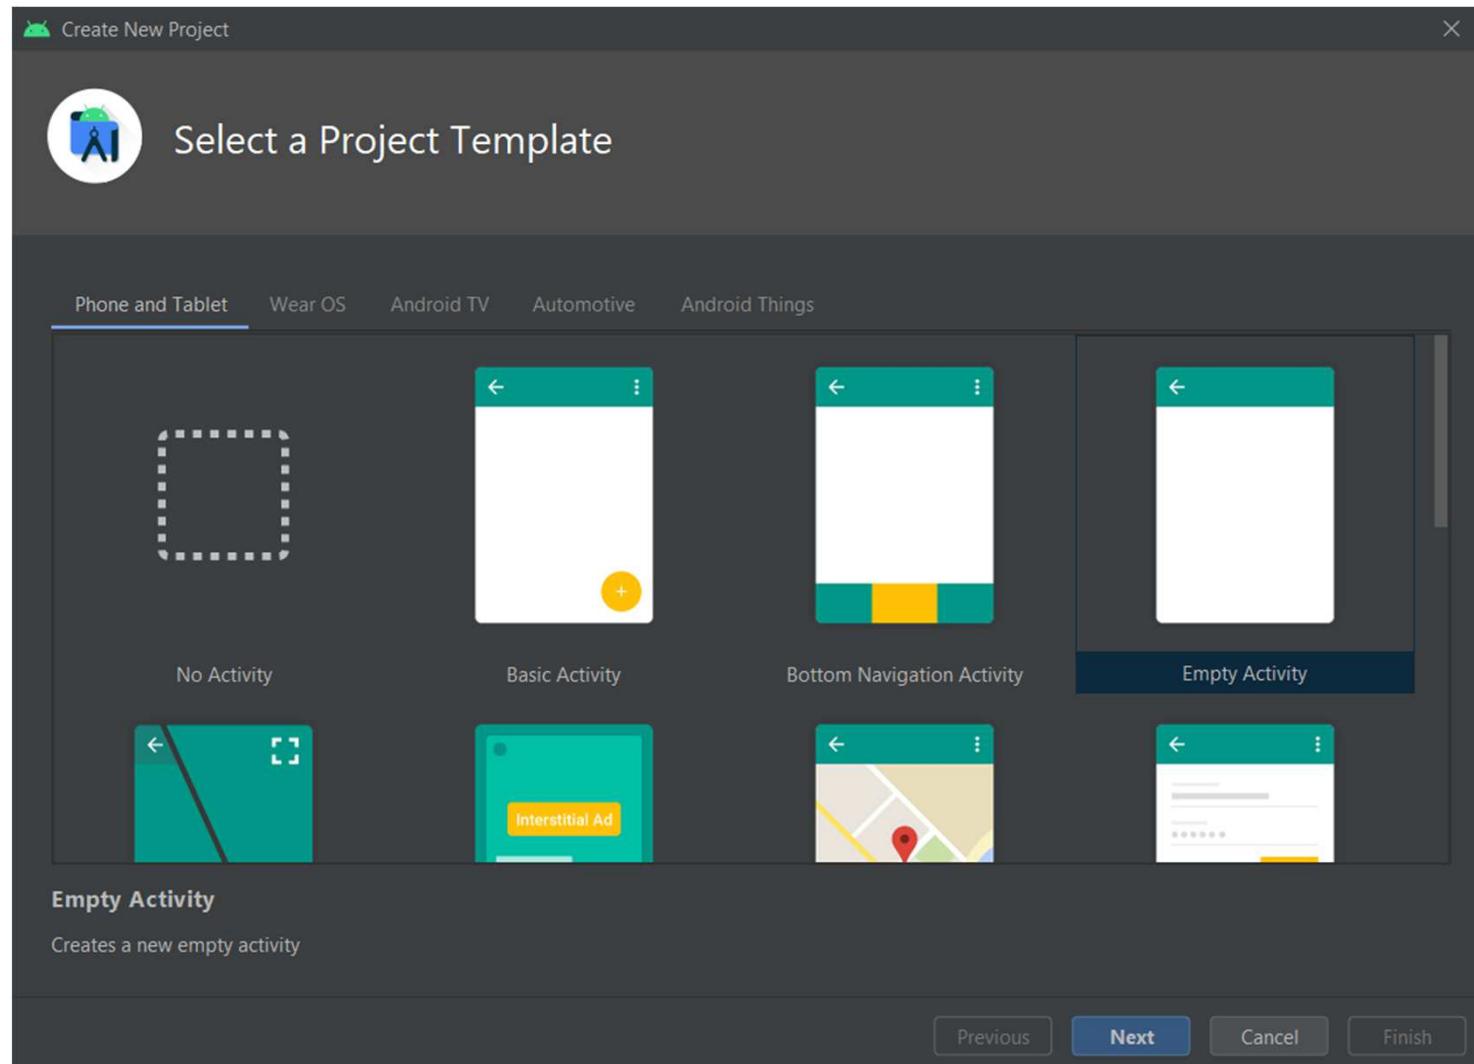 Create New Project
Select a Project Template
Phone and Tablet Wear OS Android TV Automotive Android Things
No Activity Basic Activity Bottom Navigation Activity Empty Activity
Interstitial Ad
Empty Activity
Creates a new empty activity
Previous Next Cancel Finish